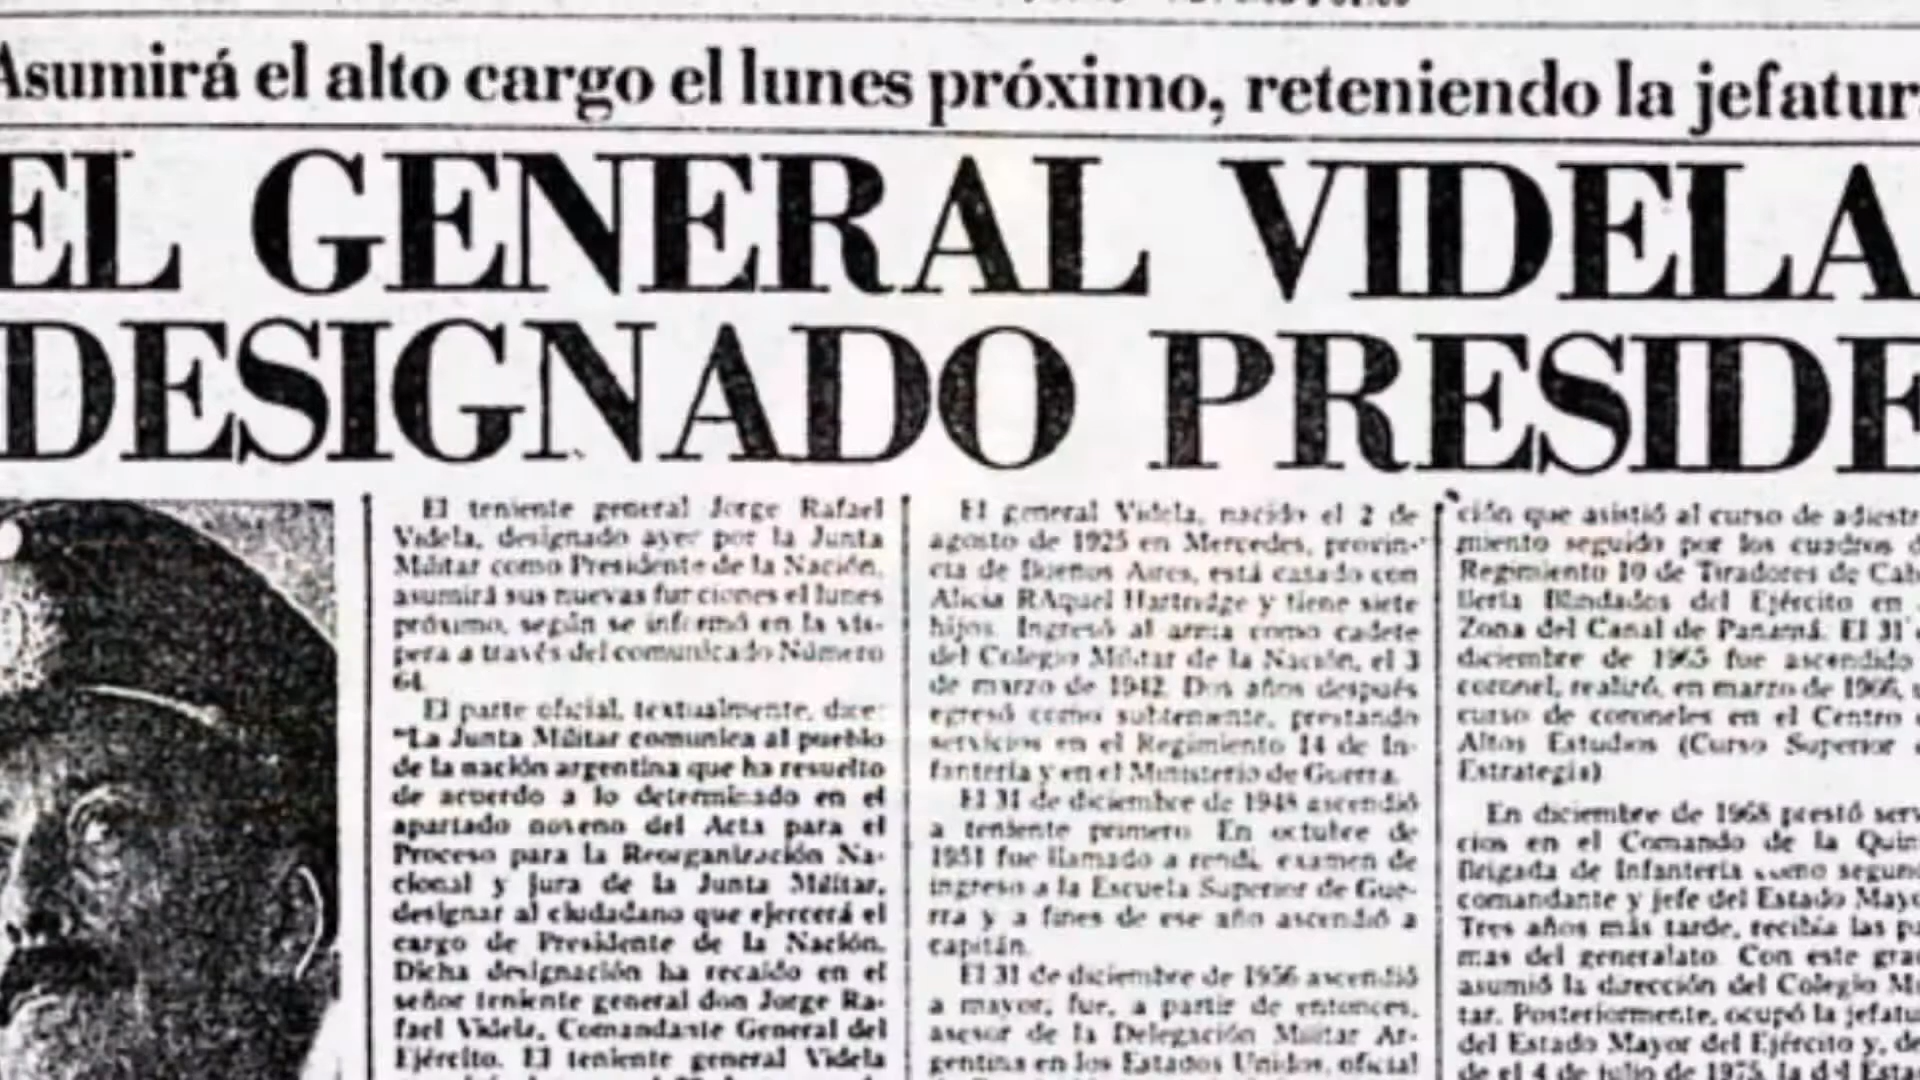 Asumirá el alto cargo el lunes próximo, reteniendo la jefatur
EL GENERAL VIDELA
DESIGNADO PRESIDE
El teniente general Jorge Rafael
Videla, designado ayer por la Junta
Militar como Presidente de la Nación,
asumirá sus nuevas funciones el lunes
próximo, según se informó en la vís-
pera a través del comunicado Número
64.
El parte oficial, textualmente, dice:
"La Junta Militar comunica al pueblo
de la nación argentina que ha resuelto
de acuerdo a lo determinado en el
apartado noveno del Acta para el
Proceso para la Reorganización Na-
cional y jura de la Junta Militar,
designar al ciudadano que ejercerá el
cargo de Presidente de la Nación.
Dicha designación ha recaído en el
señor teniente general don Jorge Ra-
fael Videla, Comandante General del
Ejército. El teniente general Videla
El general Videla, nacido el 2 de
agosto de 1925 en Mercedes, provin-
cia de Buenos Aires, está casado con
Alicia RAquel Hartridge y tiene siete
hijos. Ingresó al arma como cadete
del Colegio Militar de la Nación, el 3
de marzo de 1942. Dos años después
egresó como subteniente, prestando
servicios en el Regimiento 14 de In-
fantería y en el Ministerio de Guerra.
El 31 de diciembre de 1948 ascendió
a teniente primero. En octubre de
1951 fue llamado a rendi. examen de
ingreso a la Escuela Superior de Gue-
rra y a fines de ese año ascendió a
capitán.
El 31 de diciembre de 1956 ascendió
a mayor, fue, a partir de entonces,
asesor de la Delegación Militar Ar-
gentina en los Estados Unidos, oficial
ción que asistió al curso de adiestr
miento seguido por los cuadros d
Regimiento 10 de Tiradores de Cab
llería Blindados del Ejército en
Zona del Canal de Panamá. El 31
diciembre de 1965 fue ascendido
coronel, realizó, en marzo de 1966, u
curso de coroneles en el Centro
Altos Estudios (Curso Superior
Estrategia)
En diciembre de 1968 prestó serv
cios en el Comando de la Quin
Brigada de Infantería como segund
comandante y jefe del Estado Mayo
Tres años más tarde, recibía las pa
mas del generalato. Con este grad
asumió la dirección del Colegio Mi
tar. Posteriormente, ocupó la jefatu
del Estado Mayor del Ejército y, de
de el 4 de julio de 1975, la del Esta